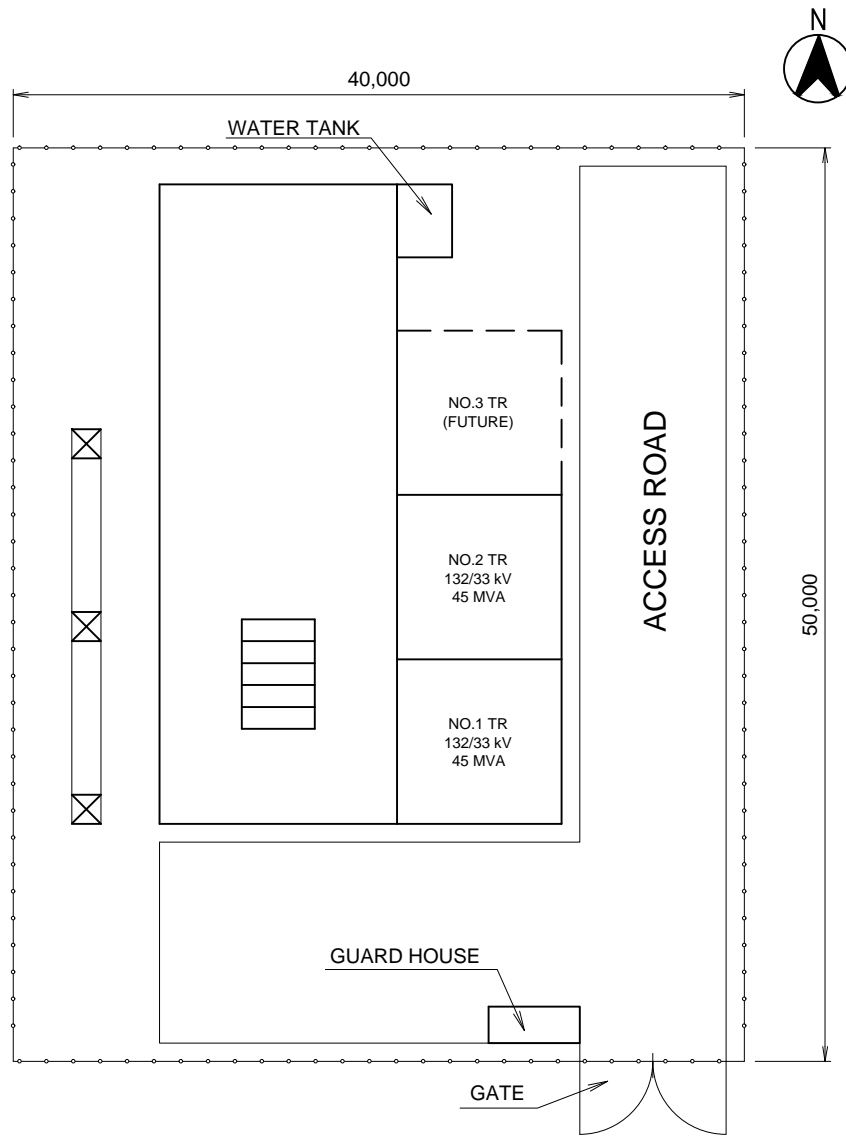 N
40,000
WATER TANK
NO.3 TR
(FUTURE)
ACCESS ROAD
NO.2 TR
132/33 kV
45 MVA
50,000
NO.1 TR
132/33 kV
45 MVA
GUARD HOUSE
GATE